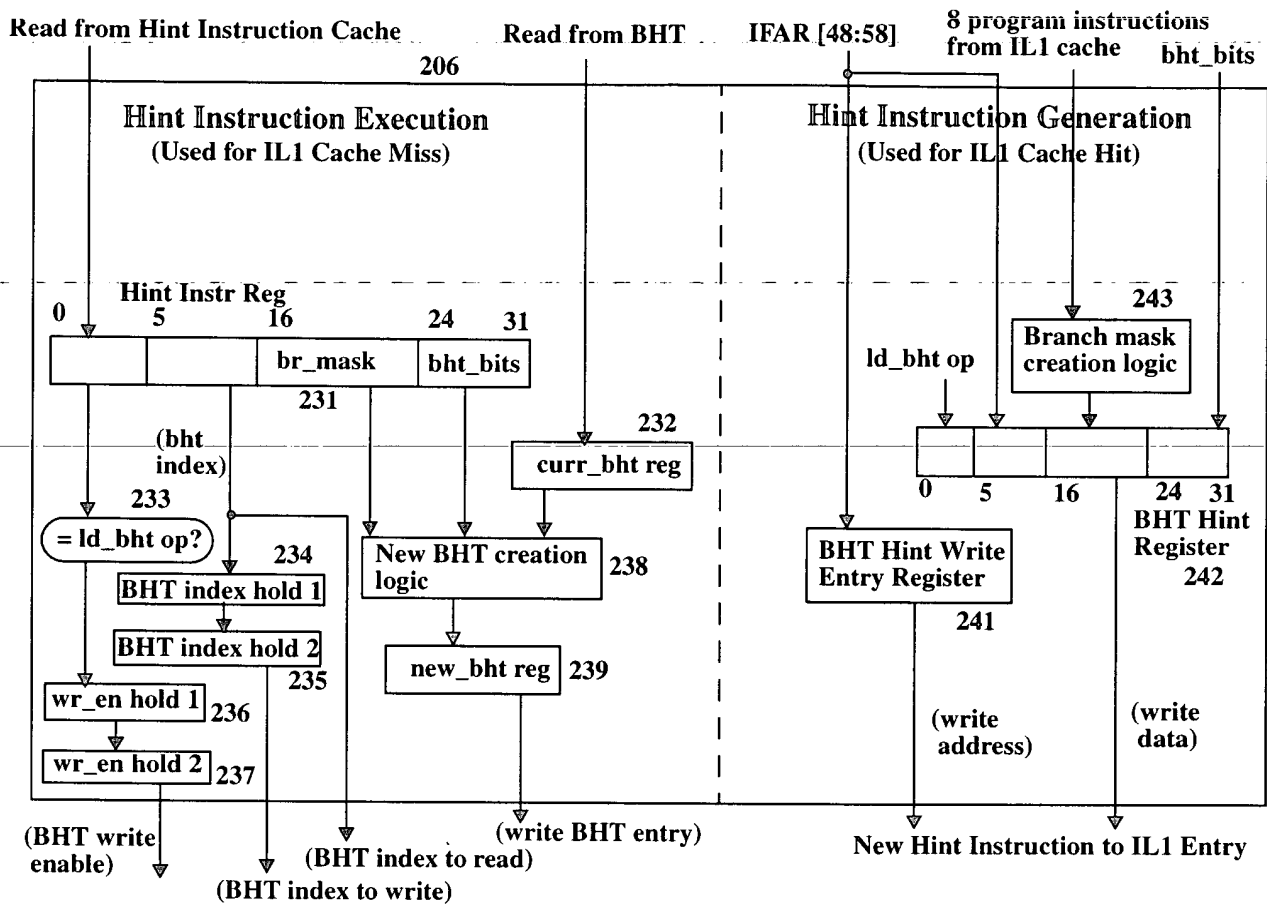 Read from Hint Instruction Cache
Read from BHT
IFAR [48:58]
8 program instructions
from IL1 cache
bht_bits
206
Hint Instruction Execution
(Used for IL1 Cache Miss)
Hint Instruction Generation
(Used for IL1 Cache Hit)
Hint Instr Reg
0
5
16
24
31
br_mask
bht_bits
231
(bht
index)
232
curr_bht reg
233
= ld_bht op?
234
BHT index hold 1
BHT index hold 2
235
wr_en hold 1
236
wr_en hold 2
237
New BHT creation
logic
238
new_bht reg
239
243
Branch mask
creation logic
ld_bht op
0
5
16
24
31
BHT Hint
Register
242
BHT Hint Write
Entry Register
241
(write
address)
(write
data)
(BHT write
enable)
(BHT index to write)
(BHT index to read)
(write BHT entry)
New Hint Instruction to IL1 Entry